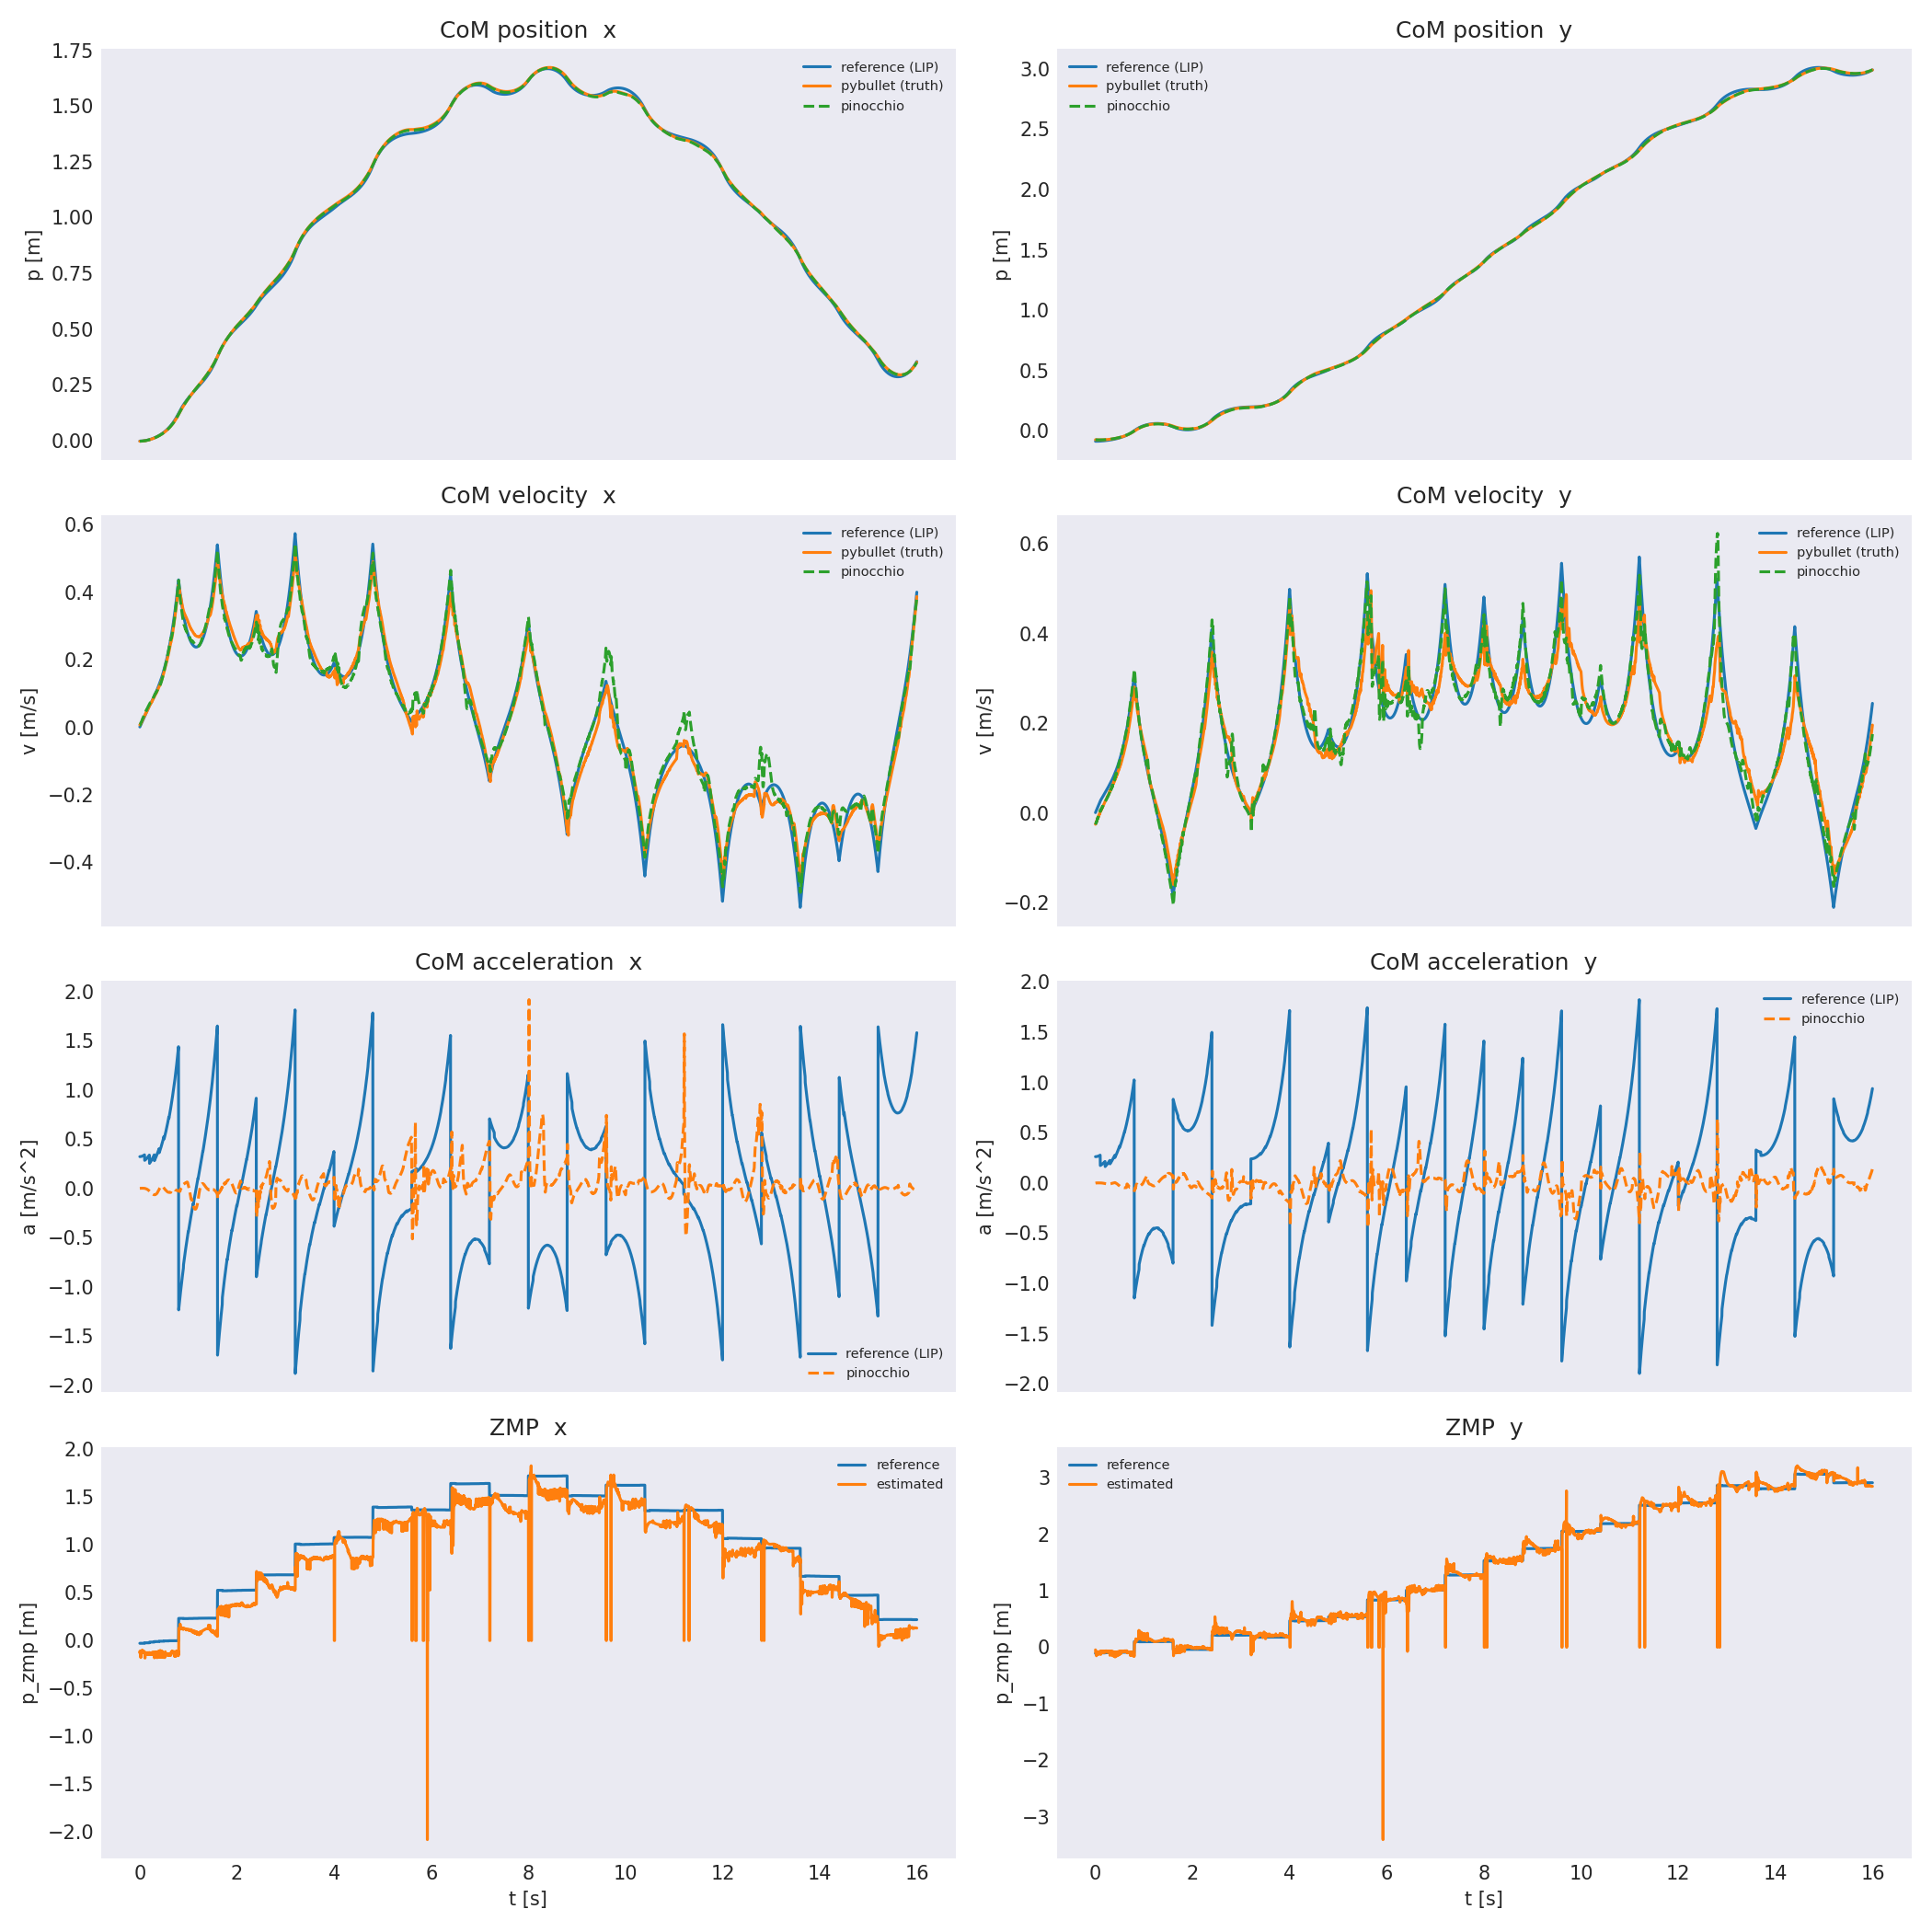 CoM position  x
1.75
1.50
1.25
1.00
0.75
0.50
0.25
0.00
p [m]
reference (LIP)
pybullet (truth)
pinocchio
CoM position  y
3.0
2.5
2.0
1.5
1.0
0.5
0.0
p [m]
reference (LIP)
pybullet (truth)
pinocchio
CoM velocity  x
0.6
0.4
0.2
0.0
−0.2
−0.4
v [m/s]
reference (LIP)
pybullet (truth)
pinocchio
CoM velocity  y
0.6
0.4
0.2
0.0
−0.2
v [m/s]
reference (LIP)
pybullet (truth)
pinocchio
CoM acceleration  x
2.0
1.5
1.0
0.5
0.0
−0.5
−1.0
−1.5
−2.0
a [m/s^2]
reference (LIP)
pinocchio
CoM acceleration  y
2.0
1.5
1.0
0.5
0.0
−0.5
−1.0
−1.5
−2.0
a [m/s^2]
reference (LIP)
pinocchio
ZMP  x
2.0
1.5
1.0
0.5
0.0
−0.5
−1.0
−1.5
−2.0
p_zmp [m]
reference
estimated
0 2 4 6 8 10 12 14 16
t [s]
ZMP  y
3
2
1
0
−1
−2
−3
p_zmp [m]
reference
estimated
0 2 4 6 8 10 12 14 16
t [s]